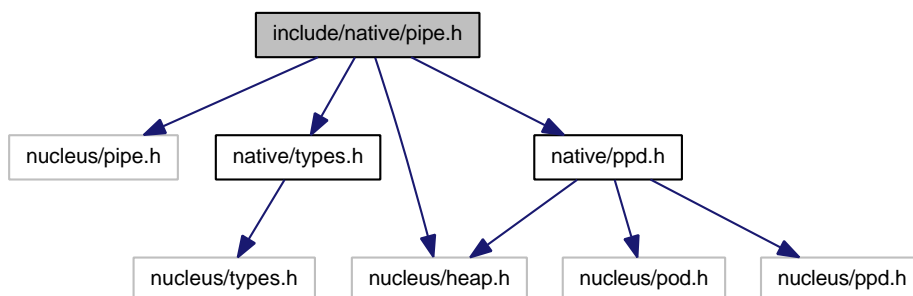 include/native/pipe.h
nucleus/pipe.h
native/types.h
native/ppd.h
nucleus/types.h
nucleus/heap.h
nucleus/pod.h
nucleus/ppd.h